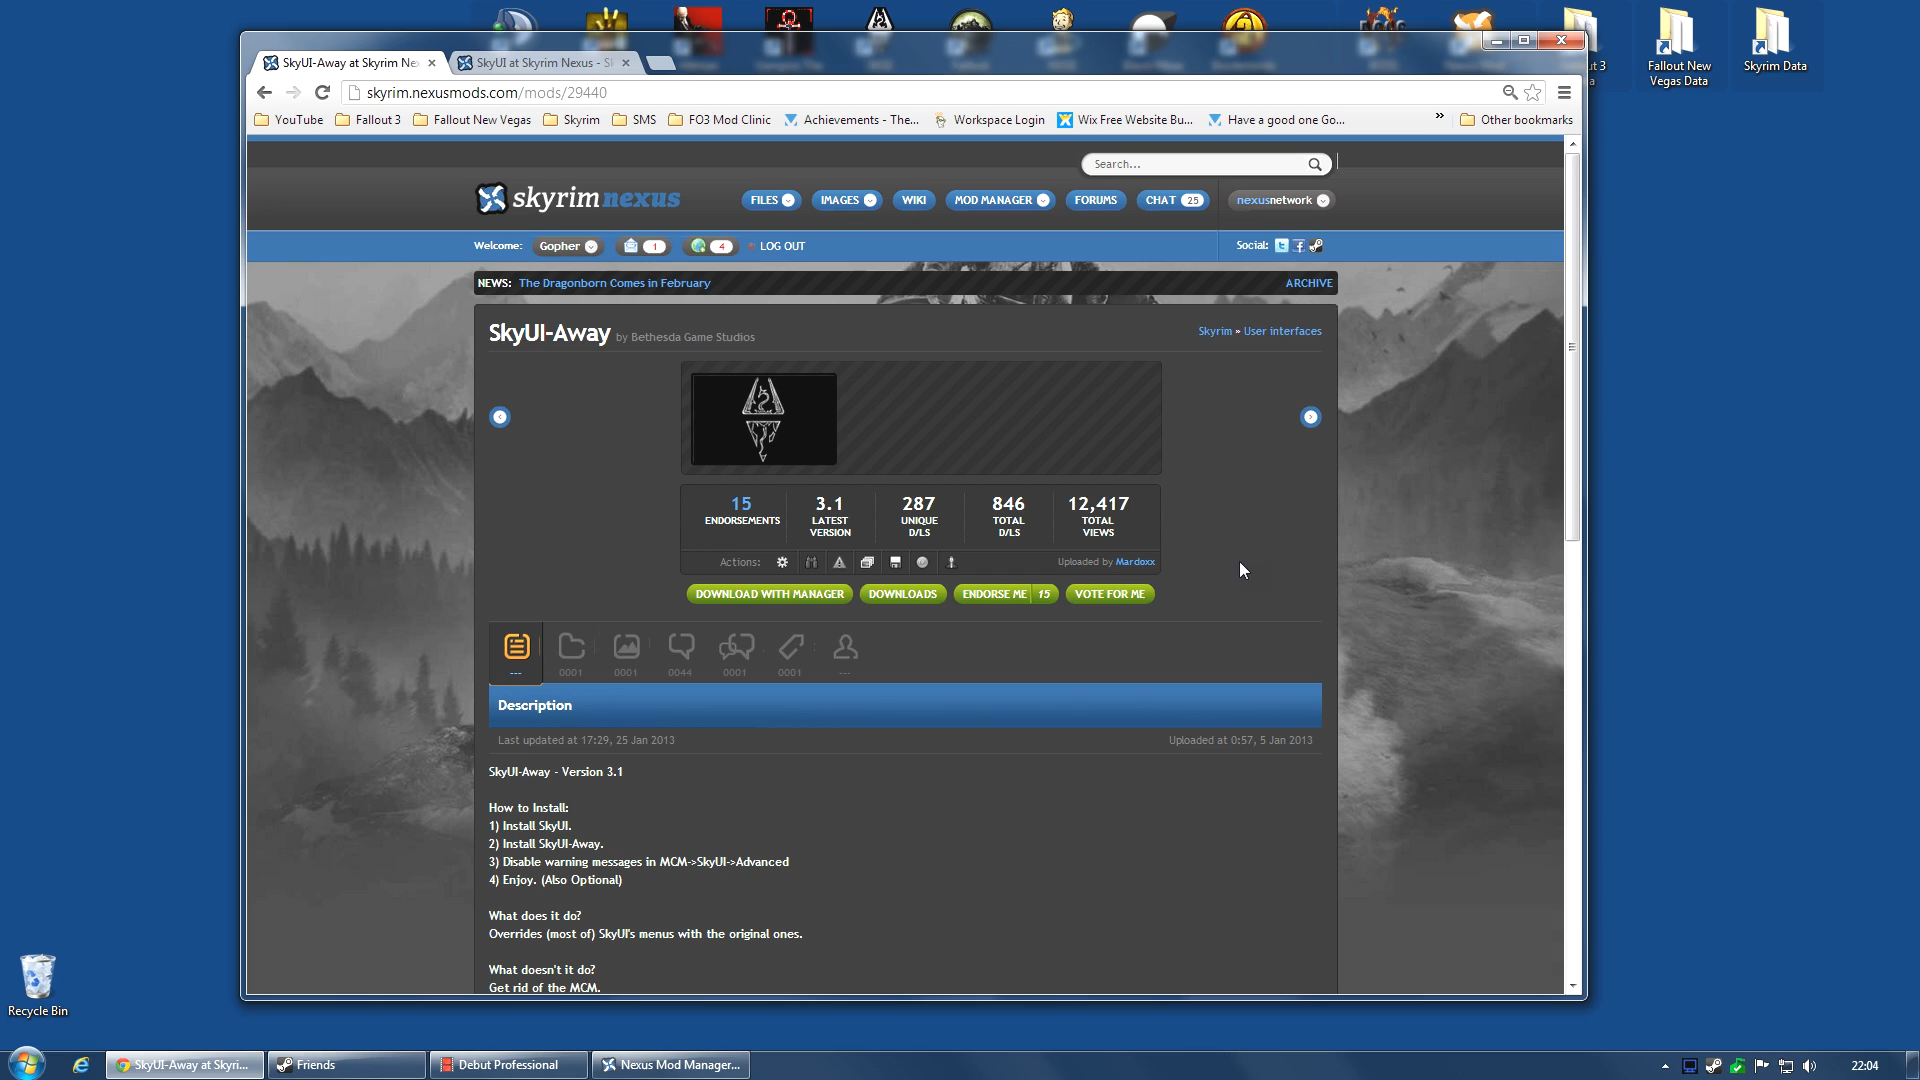 Fallout New
Vegas Data
Skyrim Data
SkyUI-Away at Skyrim Ne
SkyUI at Skyrim Nexus - S
skyrim.nexusmods.com/mods/29440
YouTube
Fallout 3
Fallout New Vegas
Skyrim
SMS
FO3 Mod Clinic
Achievements - The...
Workspace Login
Wix Free Website Bu...
Have a good one Go...
»
Other bookmarks
Search...
skyrim nexus
FILES
IMAGES
WIKI
MOD MANAGER
FORUMS
CHAT 25
nexusnetwork
Welcome:
Gopher
1
4
LOG OUT
Social:
NEWS: The Dragonborn Comes in February
ARCHIVE
SkyUI-Away by Bethesda Game Studios
Skyrim » User interfaces
15
ENDORSEMENTS
3.1
LATEST
VERSION
287
UNIQUE
D/LS
846
TOTAL
D/LS
12,417
TOTAL
VIEWS
Actions:
Uploaded by Mardoxx
DOWNLOAD WITH MANAGER
DOWNLOADS
ENDORSE ME 15
VOTE FOR ME
---
0001
0001
0044
0001
0001
---
Description
Last updated at 17:29, 25 Jan 2013
Uploaded at 0:57, 5 Jan 2013
SkyUI-Away - Version 3.1
How to Install:
1) Install SkyUI.
2) Install SkyUI-Away.
3) Disable warning messages in MCM->SkyUI->Advanced
4) Enjoy. (Also Optional)
What does it do?
Overrides (most of) SkyUI's menus with the original ones.
What doesn't it do?
Get rid of the MCM.
Recycle Bin
SkyUI-Away at Skyri...
Friends
Debut Professional
Nexus Mod Manager...
22:04